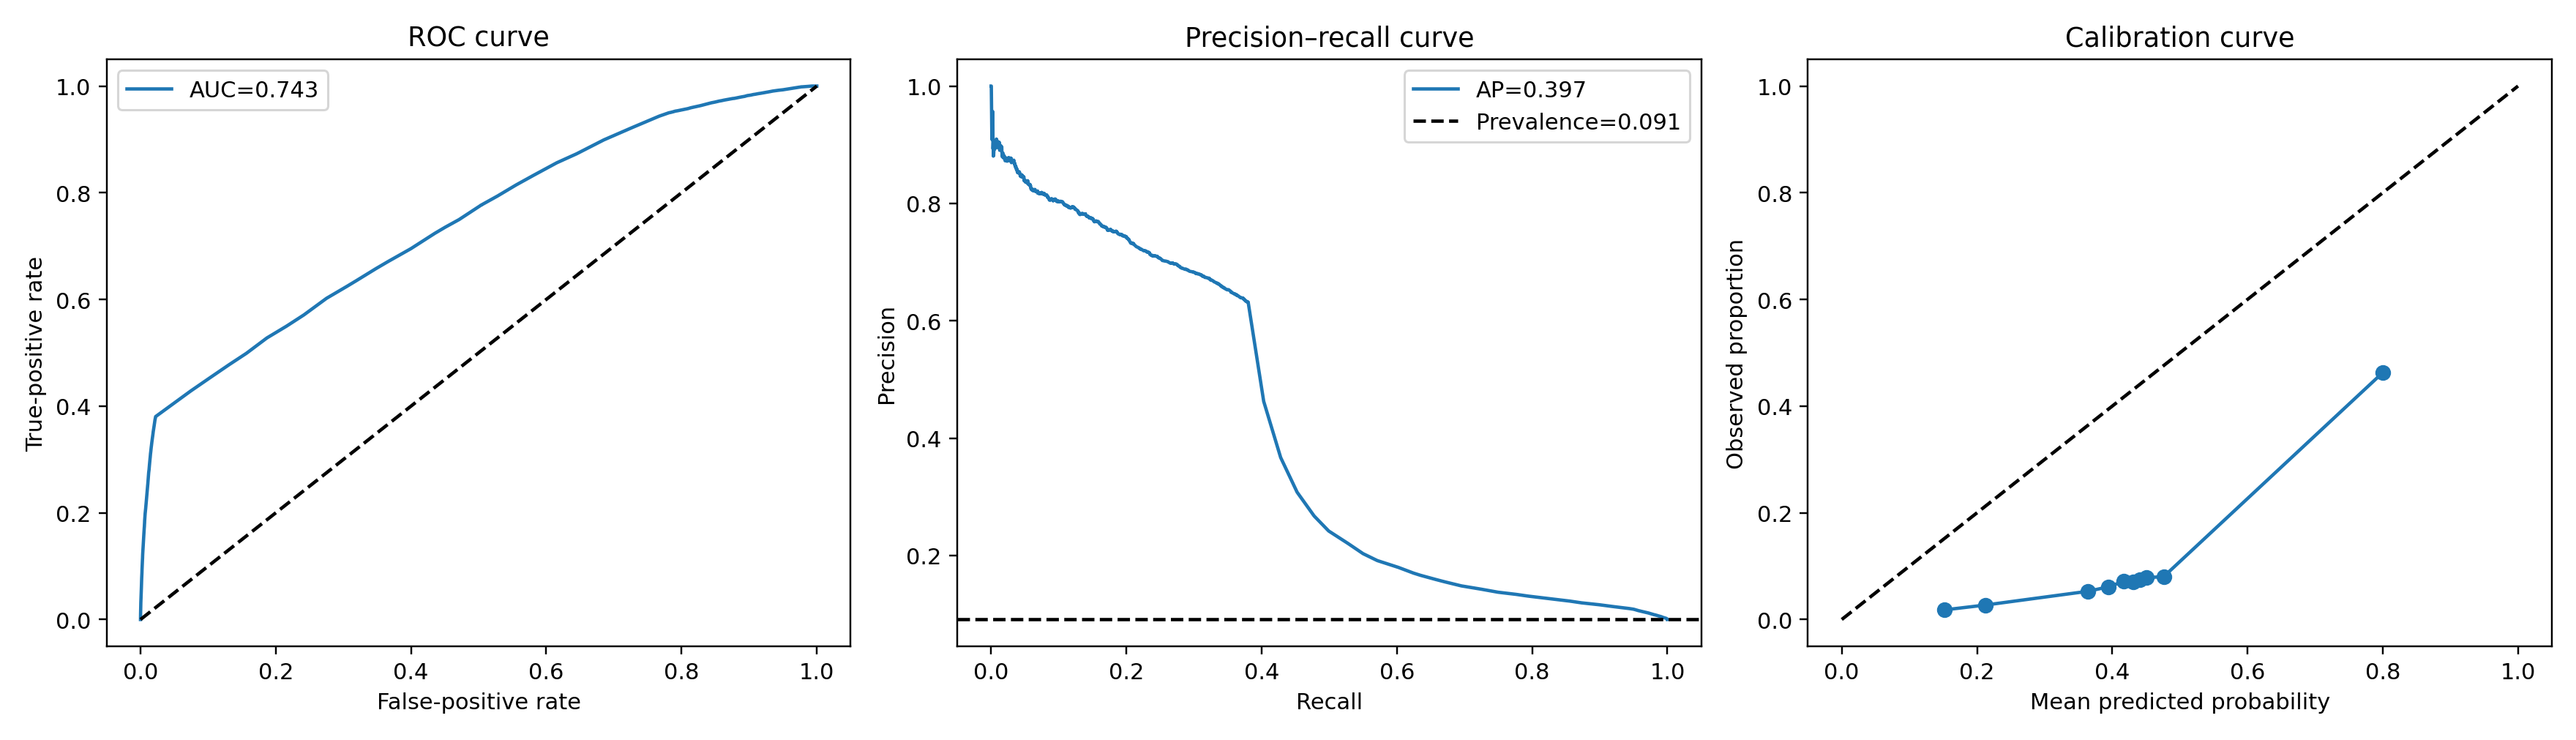 ROC curve
AUC=0.743
1.0
0.8
0.6
0.4
0.2
0.0
True-positive rate
0.0 0.2 0.4 0.6 0.8 1.0
False-positive rate
Precision–recall curve
AP=0.397
Prevalence=0.091
1.0
0.8
0.6
0.4
0.2
Precision
0.0 0.2 0.4 0.6 0.8 1.0
Recall
Calibration curve
1.0
0.8
0.6
0.4
0.2
0.0
Observed proportion
0.0 0.2 0.4 0.6 0.8 1.0
Mean predicted probability